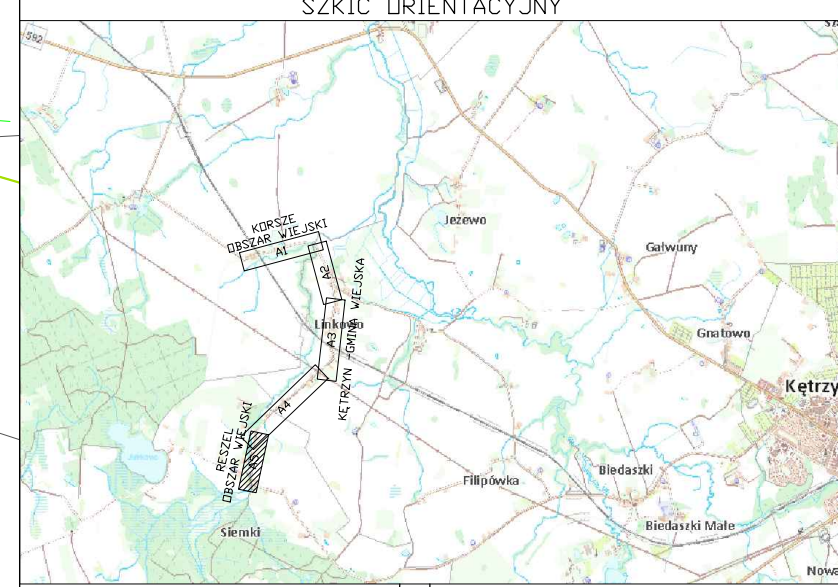 SZKIC ORIENTACYJNY
592
Jeżewo
KORSZE
OBSZAR WIEJSKI
A1
A2
Gałwuny
Linkowo
A3
KĘTRZYN -GMINA WIEJSKA
Gnatowo
Kętrzy
A4
RESZEL
OBSZAR WIEJSKI
A5
Filipówka
Biedaszki
Siemki
Biedaszki Małe
Nowa